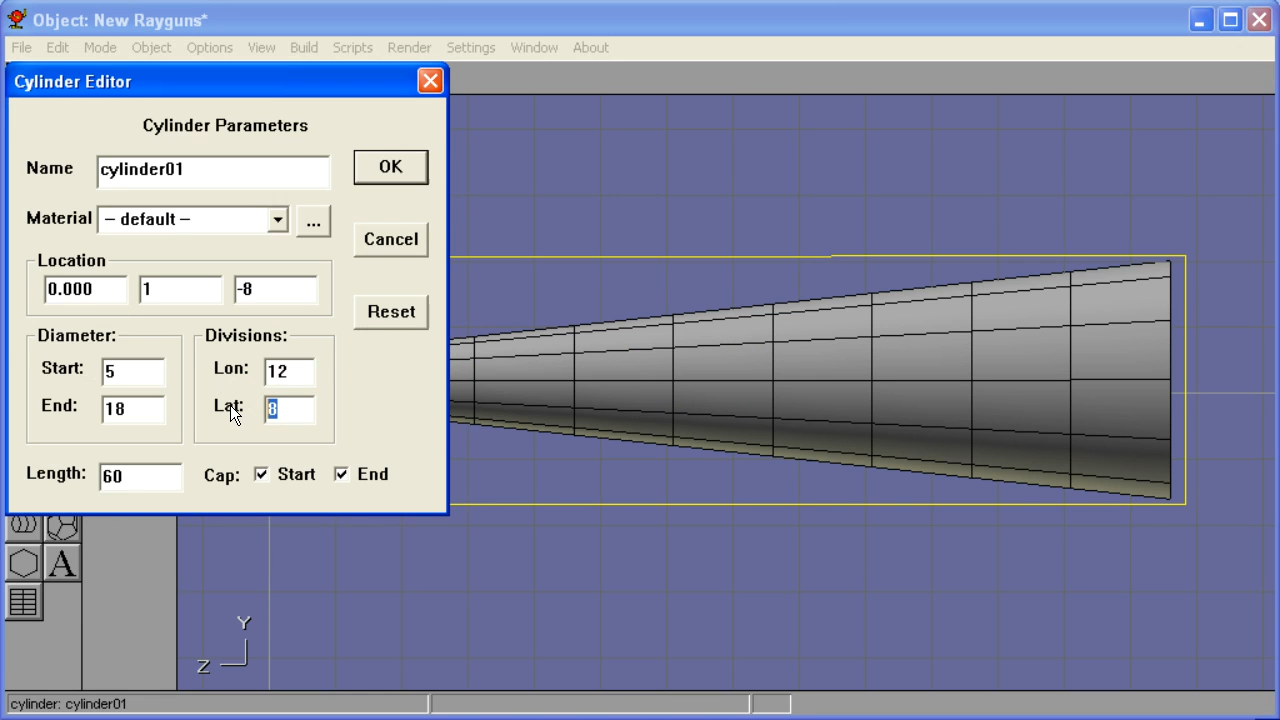 Object: New Rayguns*
File Edit Mode Object Options View Build Scripts Render Settings Window About
Cylinder Editor
Cylinder Parameters
Name cylinder01 OK
Material – default – ...
Cancel
Location
0.000 1 -8
Reset
Diameter: Divisions:
Start: 5 Lon: 12
End: 18 Lat: 8
Length: 60 Cap: Start End
A
Y
Z
cylinder: cylinder01